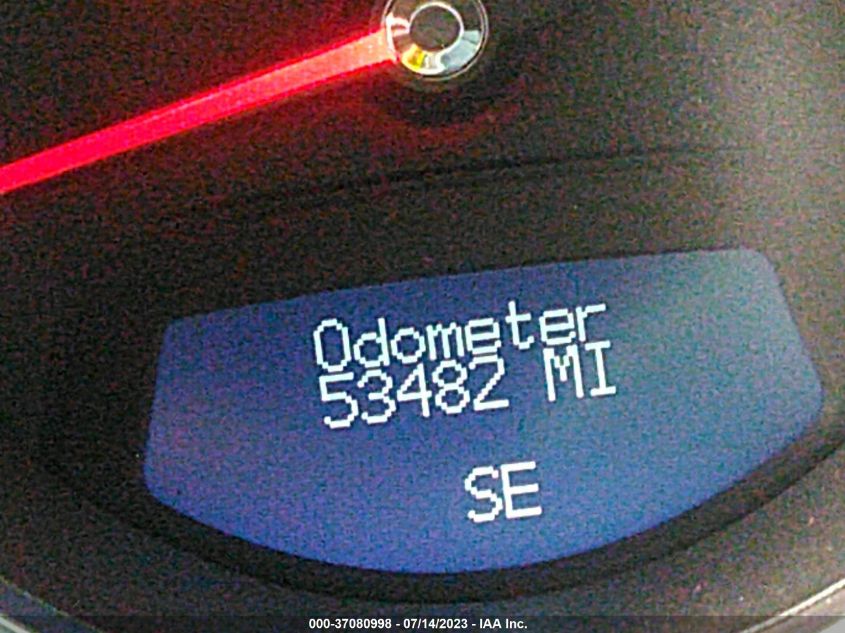 Odometer
53482 MI
SE
000-37080998 - 07/14/2023 - IAA Inc.